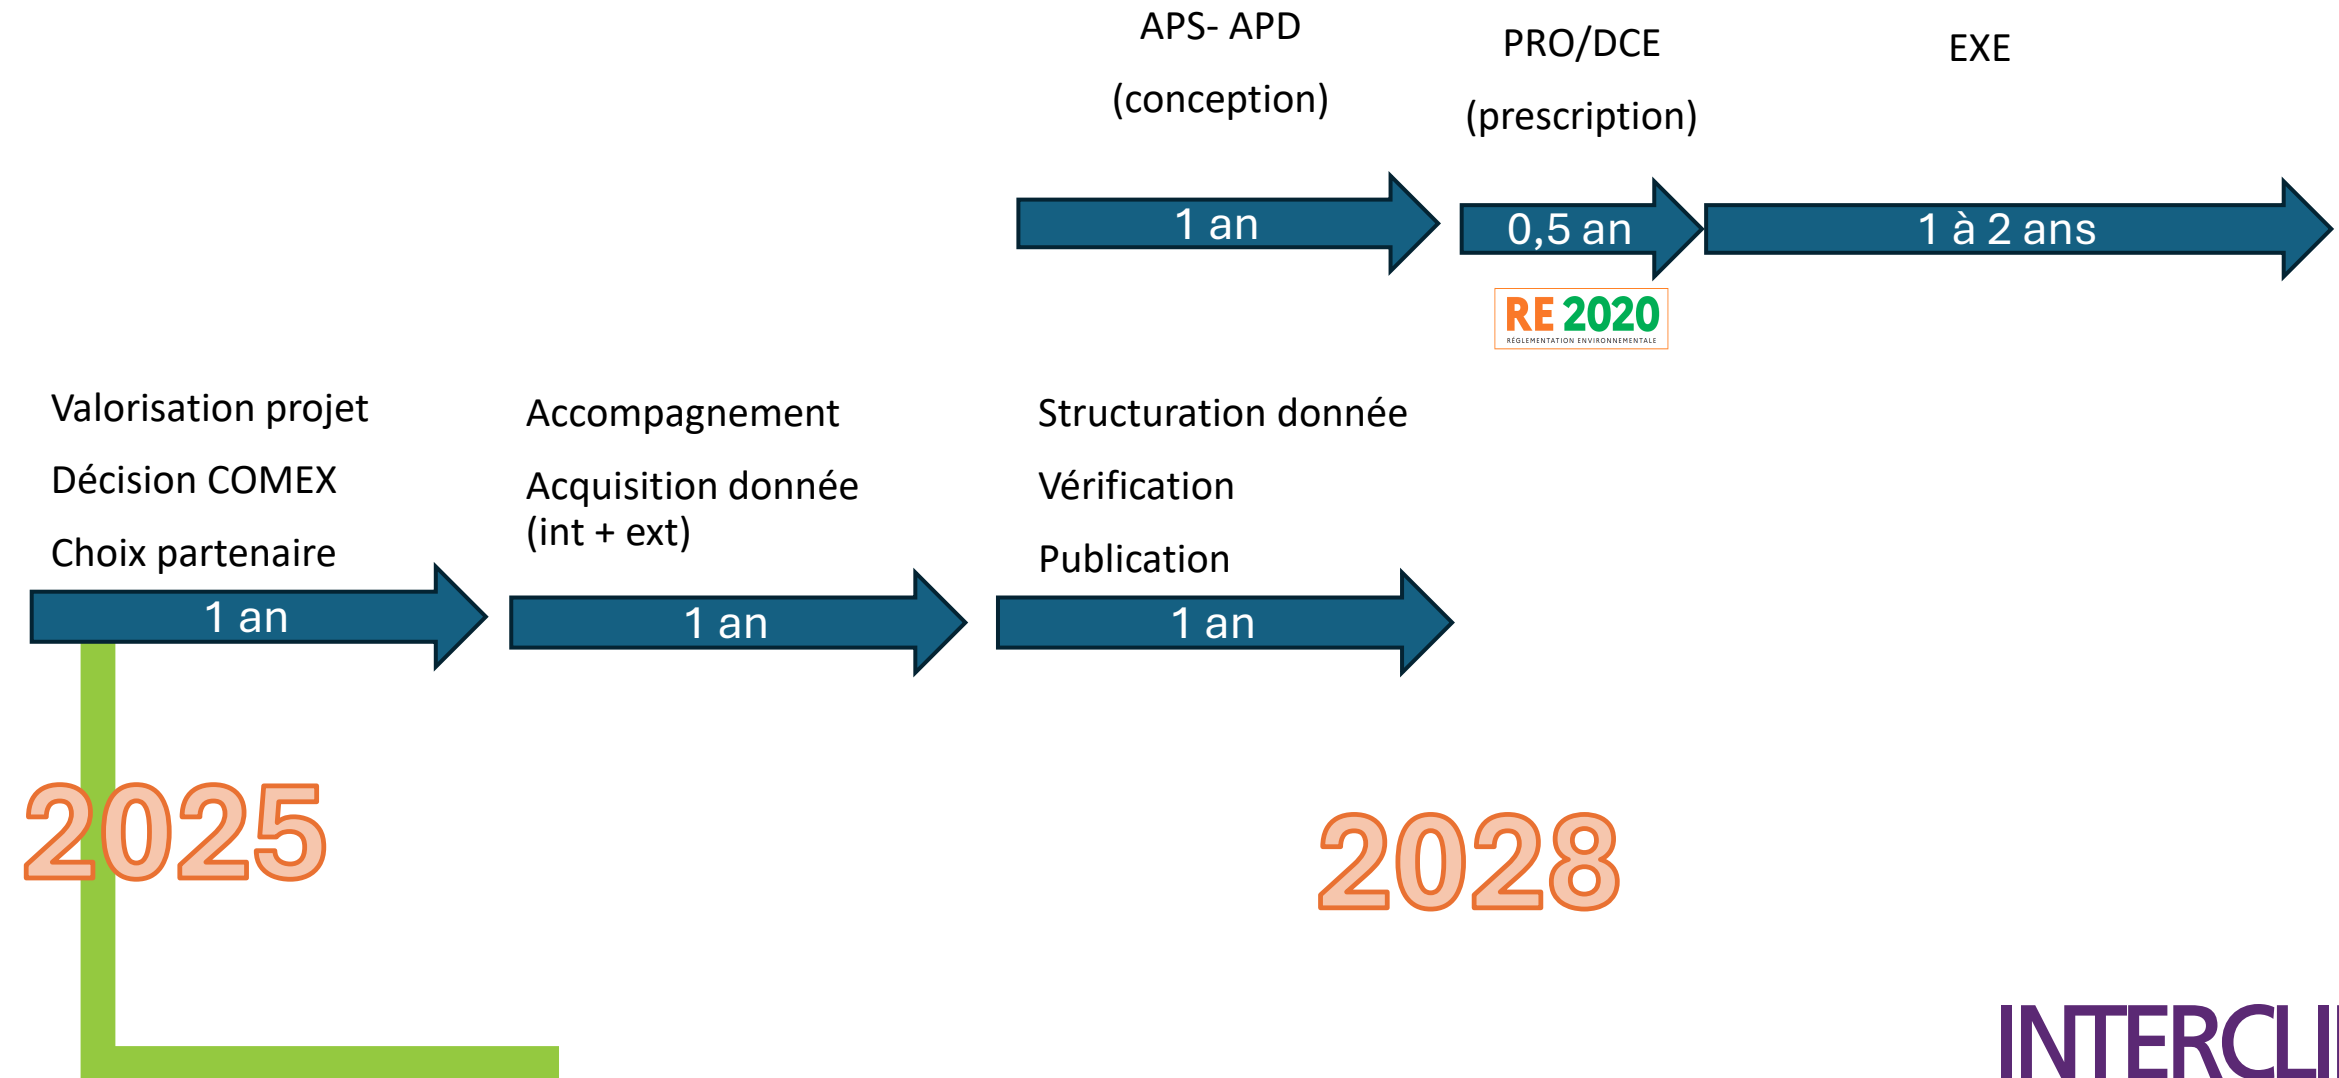 APS- APD
(conception)
PRO/DCE
(prescription)
EXE
1 an
0,5 an
1 à 2 ans
RE 2020
RÉGLEMENTATION ENVIRONNEMENTALE
Valorisation projet
Décision COMEX
Choix partenaire
Accompagnement
Acquisition donnée
(int + ext)
Structuration donnée
Vérification
Publication
1 an
1 an
1 an
2025
2028
INTERCLI